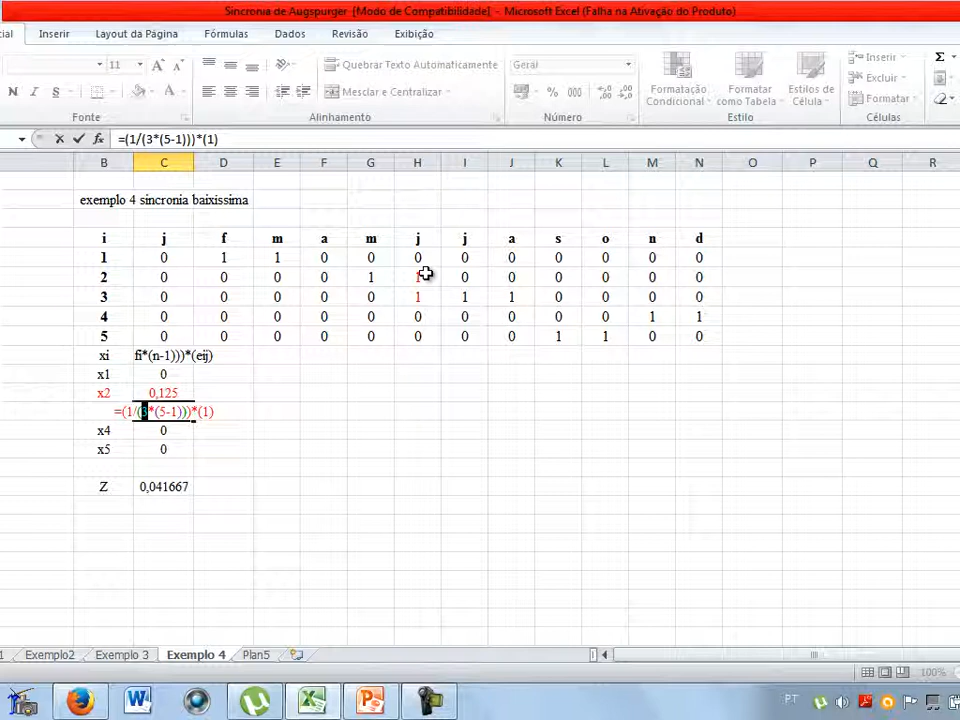 Sincronia de Augspurger [Modo de Compatibilidade] - Microsoft Excel (Falha na Ativação do Produto)
Inserir Layout da Página Fórmulas Dados Revisão Exibição
11 A A Quebrar Texto Automaticamente Geral Inserir Σ
N I S A Mesclar e Centralizar % 000 Formatação Condicional Formatar como Tabela Estilos de Célula Excluir Formatar
Fonte Alinhamento Número Estilo Células
fx =(1/(3*(5-1)))*(1)
B C D E F G H I J K L M N O P Q R
exemplo 4 sincronia baixissima
i j f m a m j j a s o n d
1 0 1 1 0 0 0 0 0 0 0 0 0
2 0 0 0 0 1 1 0 0 0 0 0 0
3 0 0 0 0 0 1 1 1 0 0 0 0
4 0 0 0 0 0 0 0 0 0 0 1 1
5 0 0 0 0 0 0 0 0 1 1 0 0
xi fi*(n-1)))*(eij)
x1 0
x2 0,125
=(1/(3*(5-1)))*(1)
x4 0
x5 0
Z 0,041667
Exemplo2 Exemplo 3 Exemplo 4 Plan5
100%
PT